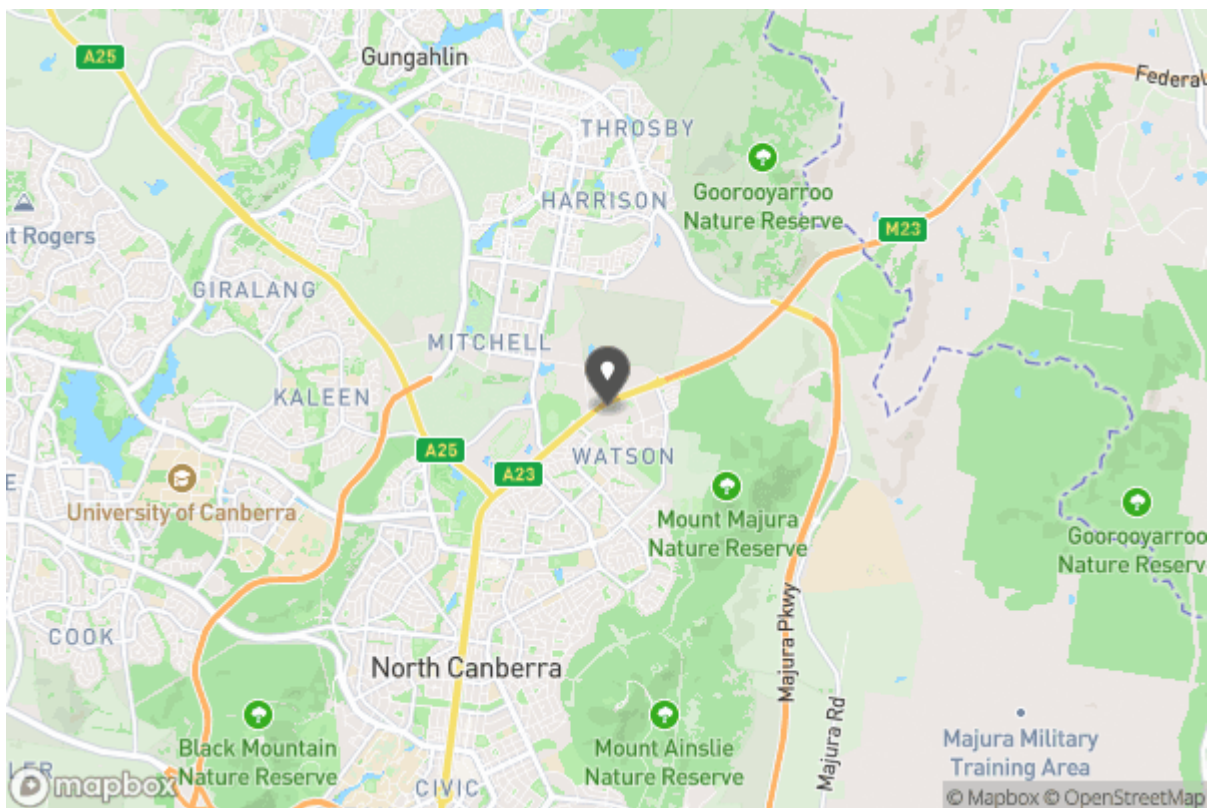 Gungahlin
A25
Federal
THROSBY
HARRISON
Goorooyarroo
Nature Reserve
M23
nt Rogers
GIRALANG
MITCHELL
KALEEN
A25
A23
WATSON
University of Canberra
Mount Majura
Nature Reserve
Goorooyarroo
Nature Reserve
COOK
North Canberra
Majura Pkwy
Majura Rd
Black Mountain
Nature Reserve
Mount Ainslie
Nature Reserve
Majura Military
Training Area
CIVIC
LER
mapbox
© Mapbox © OpenStreetMap